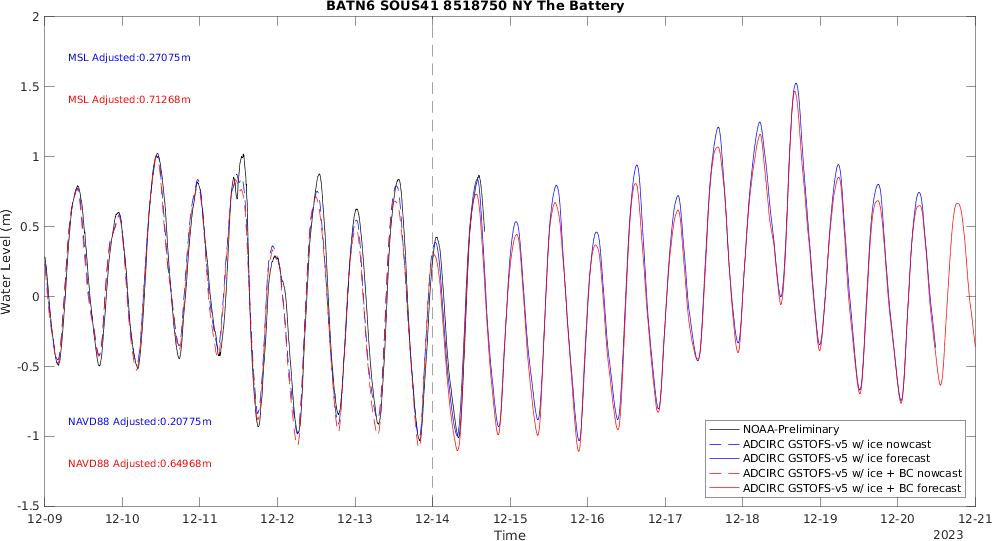 BATN6 SOUS41 8518750 NY The Battery
MSL Adjusted:0.27075m
MSL Adjusted:0.71268m
NAVD88 Adjusted:0.20775m
NAVD88 Adjusted:0.64968m
Water Level (m)
2
1.5
1
0.5
0
-0.5
-1
-1.5
NOAA-Preliminary
ADCIRC GSTOFS-v5 w/ ice nowcast
ADCIRC GSTOFS-v5 w/ ice forecast
ADCIRC GSTOFS-v5 w/ ice + BC nowcast
ADCIRC GSTOFS-v5 w/ ice + BC forecast
12-09 12-10 12-11 12-12 12-13 12-14 12-15 12-16 12-17 12-18 12-19 12-20 12-21
Time
2023